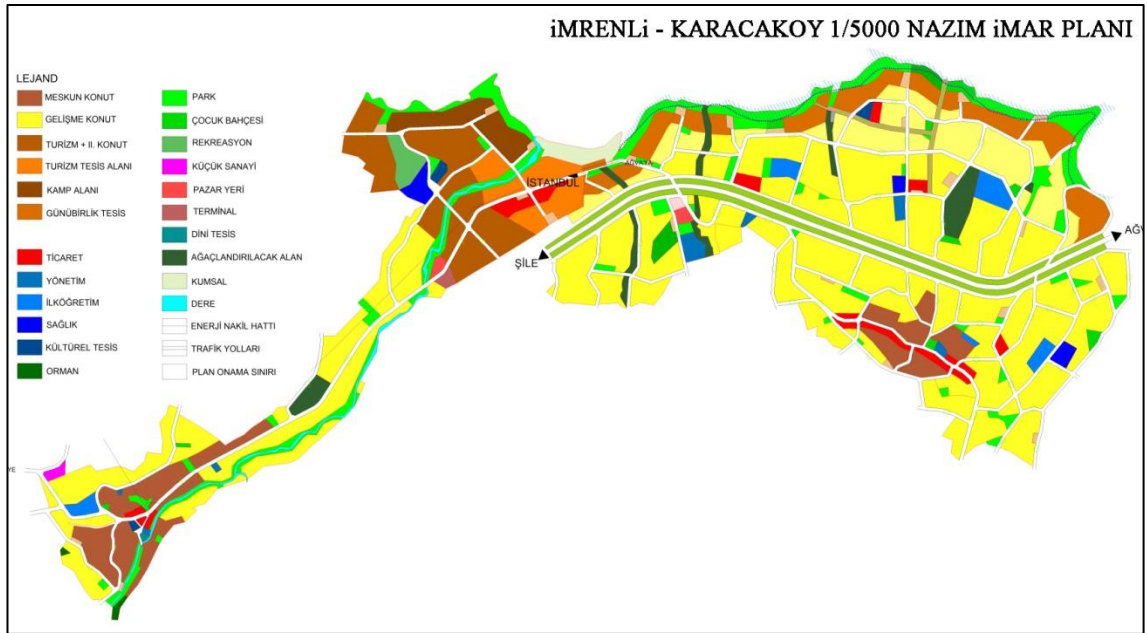 iMRENLi - KARACAKOY 1/5000 NAZIM iMAR PLANI
LEJAND
MESKUN KONUT
GELİŞME KONUT
TURİZM + II. KONUT
TURİZM TESİS ALANI
KAMP ALANI
GÜNÜBİRLİK TESİS
TİCARET
YÖNETİM
İLKÖĞRETİM
SAĞLIK
KÜLTÜREL TESİS
ORMAN
PARK
ÇOCUK BAHÇESİ
REKREASYON
KÜÇÜK SANAYİ
PAZAR YERİ
TERMİNAL
DİNİ TESİS
AĞAÇLANDIRILACAK ALAN
KUMSAL
DERE
ENERJİ NAKİL HATTI
TRAFİK YOLLARI
PLAN ONAMA SINIRI
AĞVAYA
İSTANBUL
ŞİLE
AĞV
YE